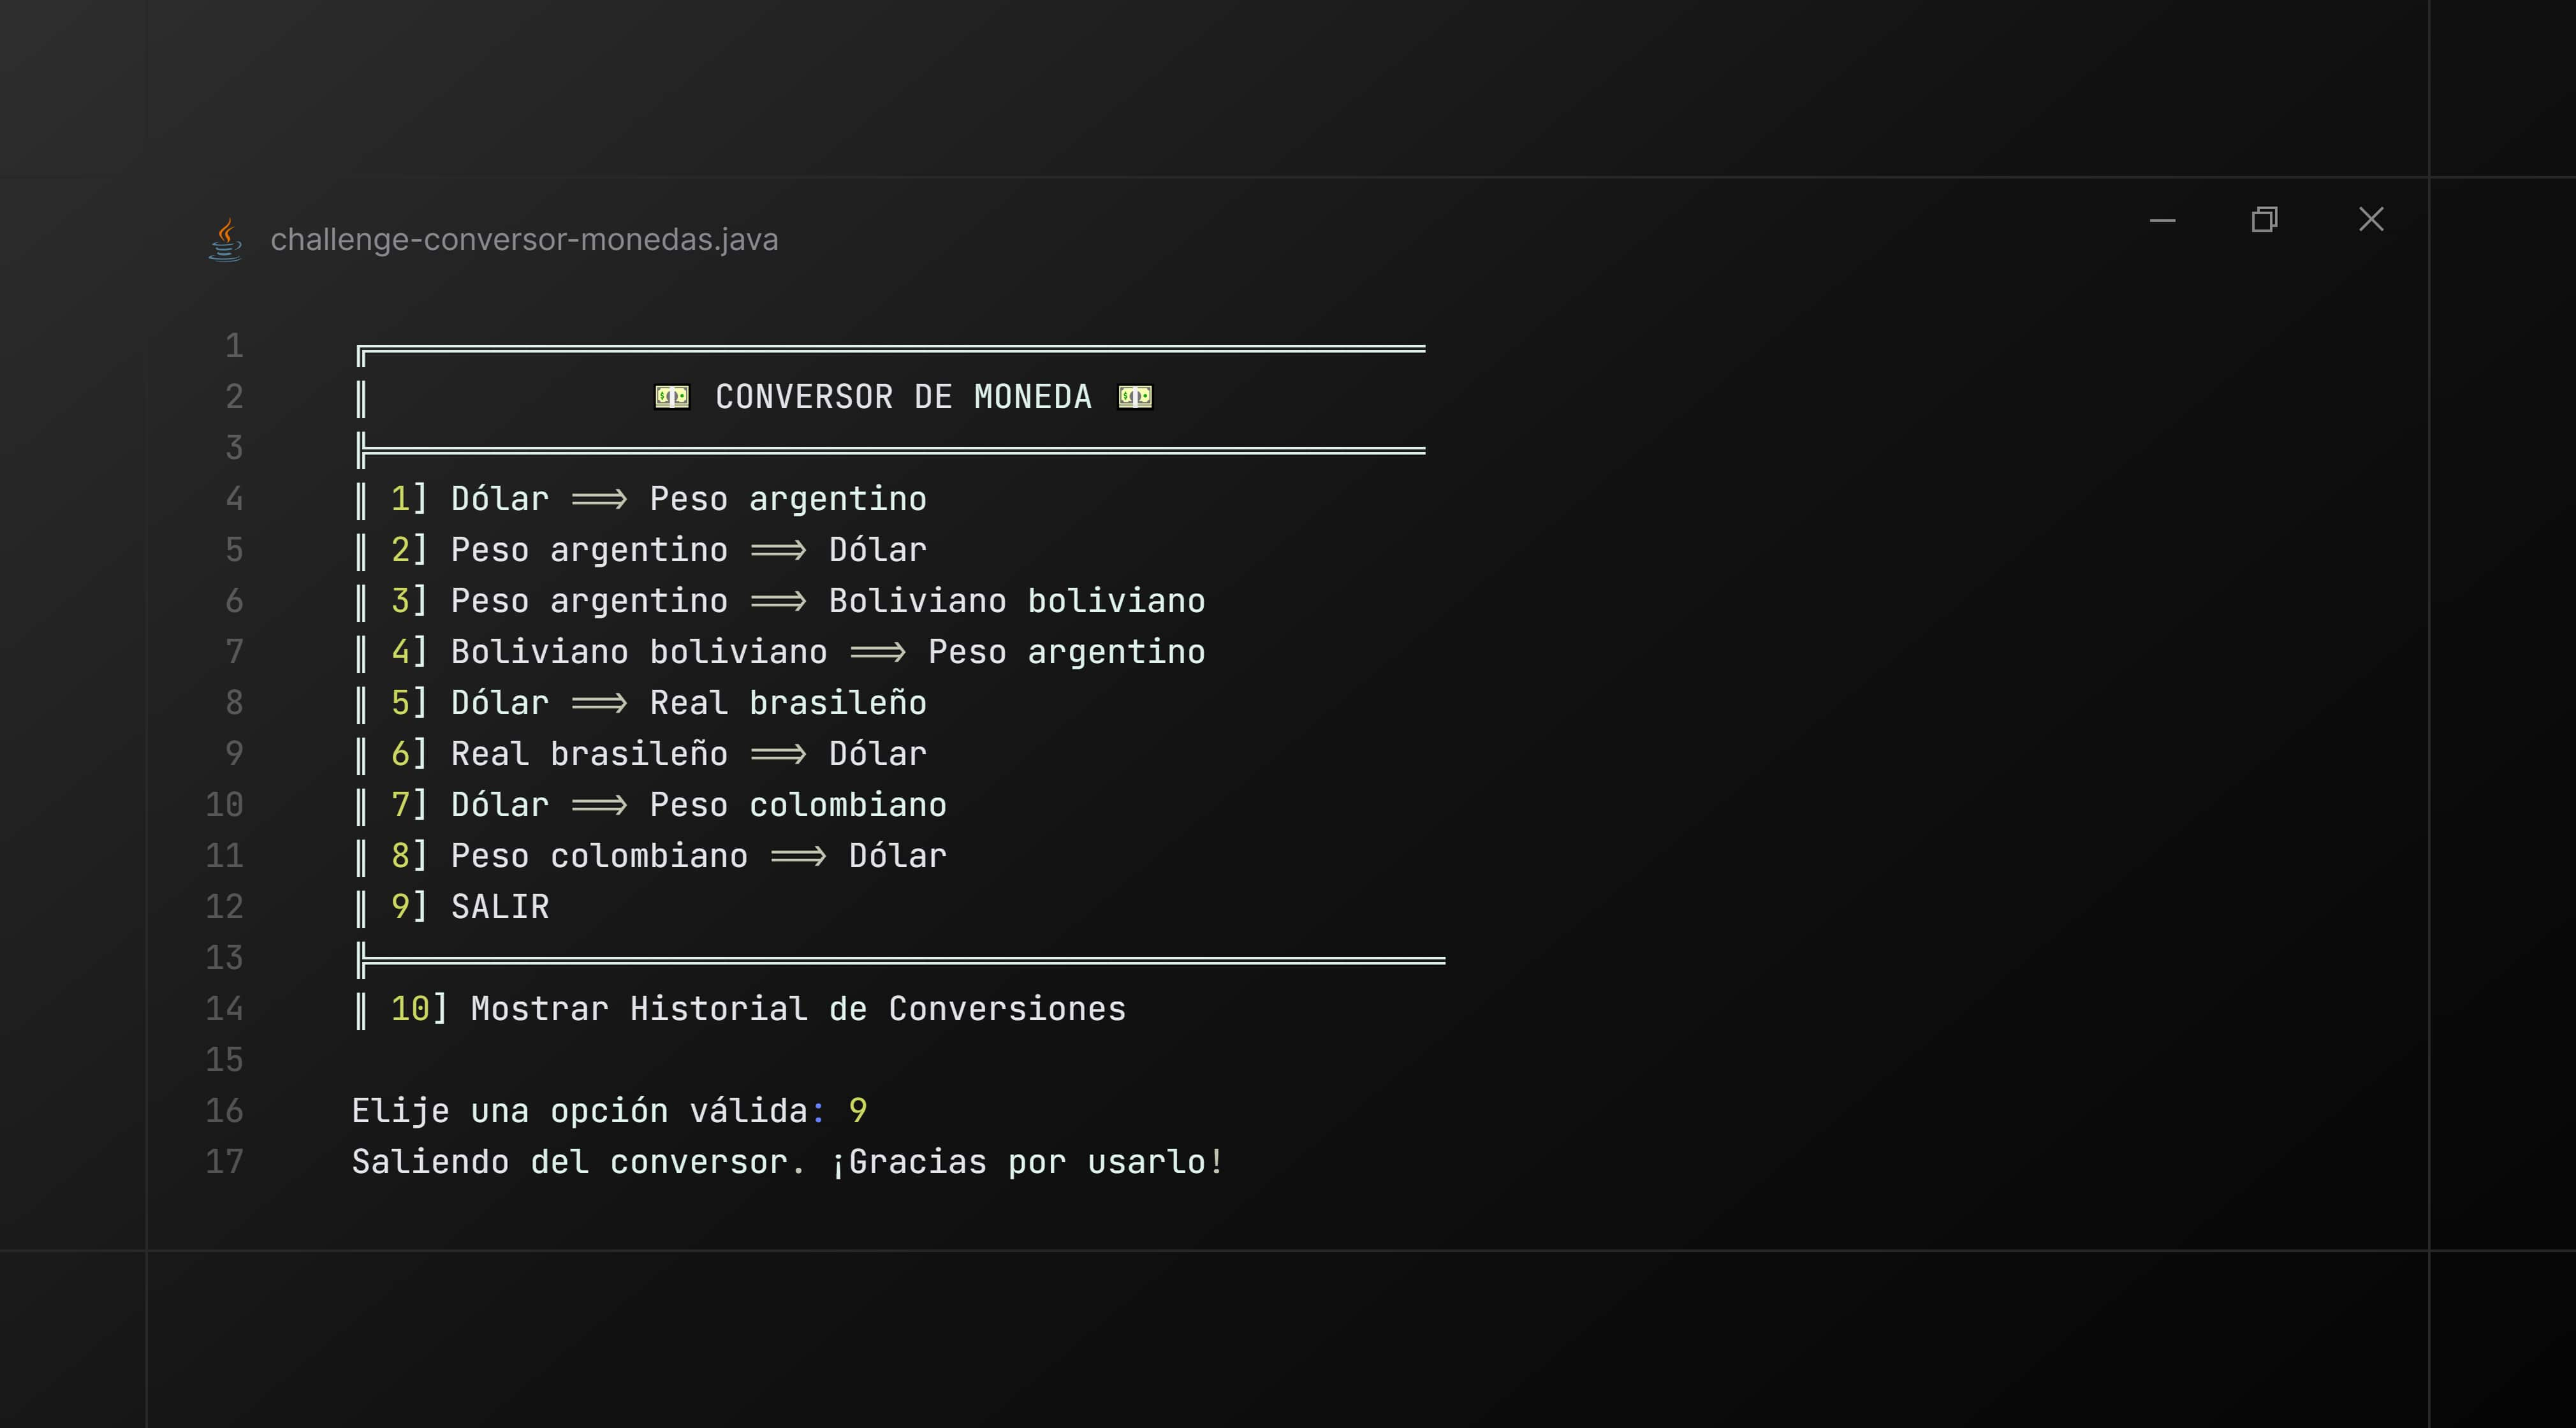 challenge-conversor-monedas.java
1 ╔══════════════════════════════════════════════════════
2 ║ 💵 CONVERSOR DE MONEDA 💵
3 ╠══════════════════════════════════════════════════════
4 ║ 1] Dólar ==> Peso argentino
5 ║ 2] Peso argentino ==> Dólar
6 ║ 3] Peso argentino ==> Boliviano boliviano
7 ║ 4] Boliviano boliviano ==> Peso argentino
8 ║ 5] Dólar ==> Real brasileño
9 ║ 6] Real brasileño ==> Dólar
10 ║ 7] Dólar ==> Peso colombiano
11 ║ 8] Peso colombiano ==> Dólar
12 ║ 9] SALIR
13 ╠═══════════════════════════════════════════════════════
14 ║ 10] Mostrar Historial de Conversiones
15
16 Elije una opción válida: 9
17 Saliendo del conversor. ¡Gracias por usarlo!